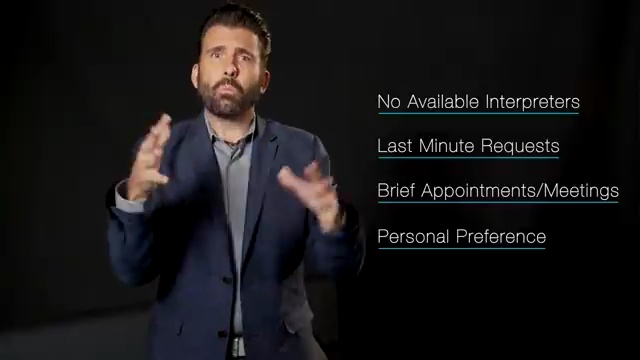 No Available Interpreters
Last Minute Requests
Brief Appointments/Meetings
Personal Preference